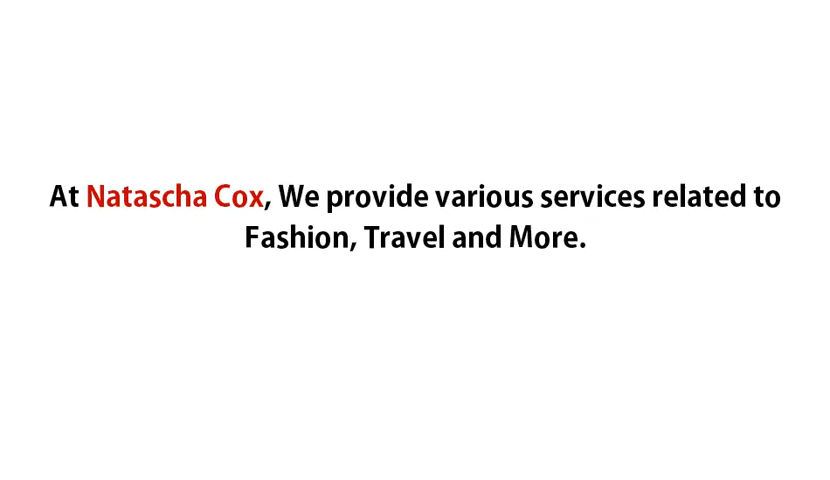 At Natascha Cox, We provide various services related to
Fashion, Travel and More.